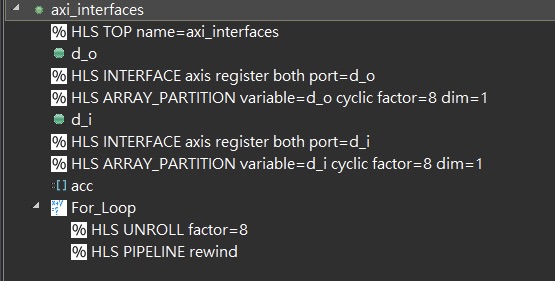 axi_interfaces
% HLS TOP name=axi_interfaces
d_o
% HLS INTERFACE axis register both port=d_o
% HLS ARRAY_PARTITION variable=d_o cyclic factor=8 dim=1
d_i
% HLS INTERFACE axis register both port=d_i
% HLS ARRAY_PARTITION variable=d_i cyclic factor=8 dim=1
acc
For_Loop
% HLS UNROLL factor=8
% HLS PIPELINE rewind